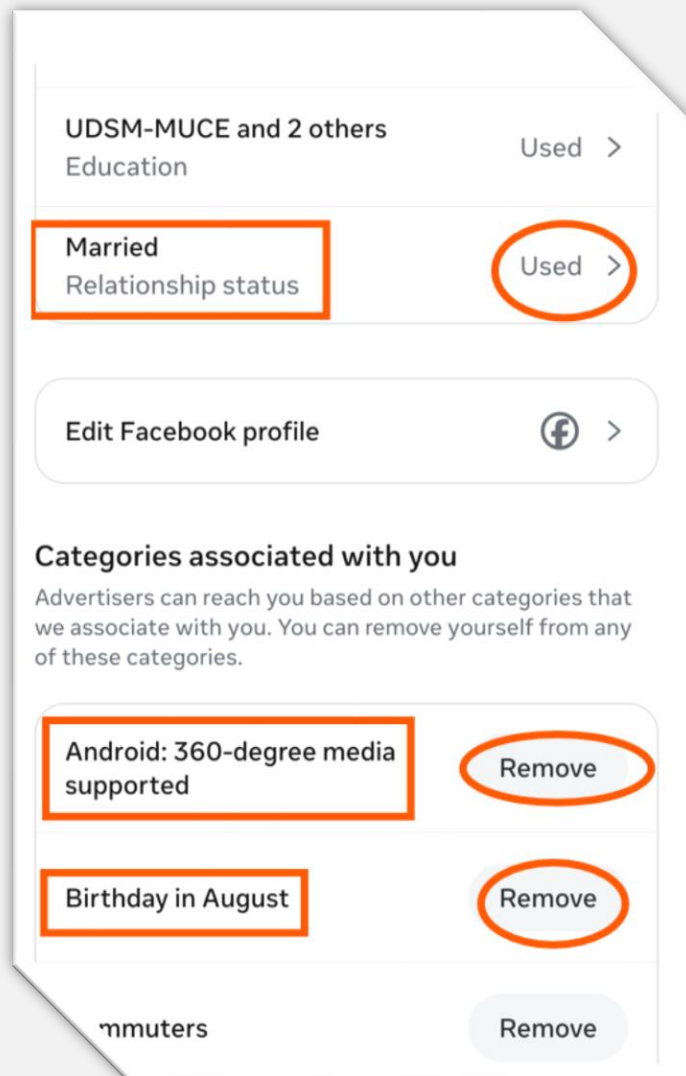 UDSM-MUCE and 2 others
Used
Education
Married
Used
Relationship status
Edit Facebook profile
Categories associated with you
Advertisers can reach you based on other categories that
we associate with you. You can remove yourself from any
of these categories.
Android: 360-degree media
supported
Remove
Birthday in August
Remove
Remove